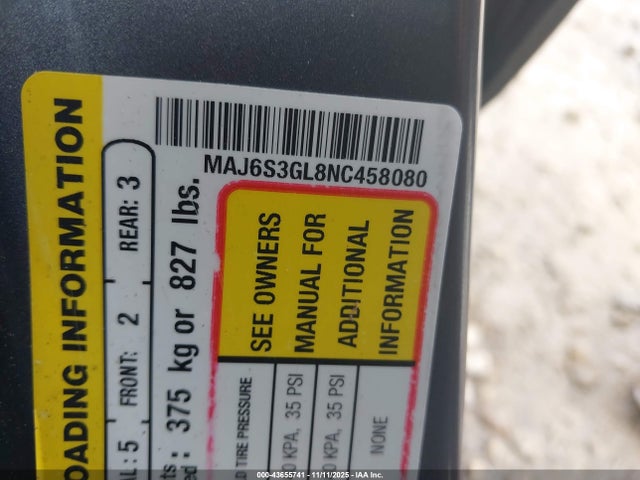 MAJ6S3GL8NC458080
LOADING INFORMATION
: 5 FRONT: 2 REAR: 3
375 kg or 827 lbs.
SEE OWNERS
MANUAL FOR
ADDITIONAL
INFORMATION
TIRE PRESSURE
KPA, 35 PSI
KPA, 35 PSI
NONE
000-43655741 - 11/11/2025 - IAA Inc.